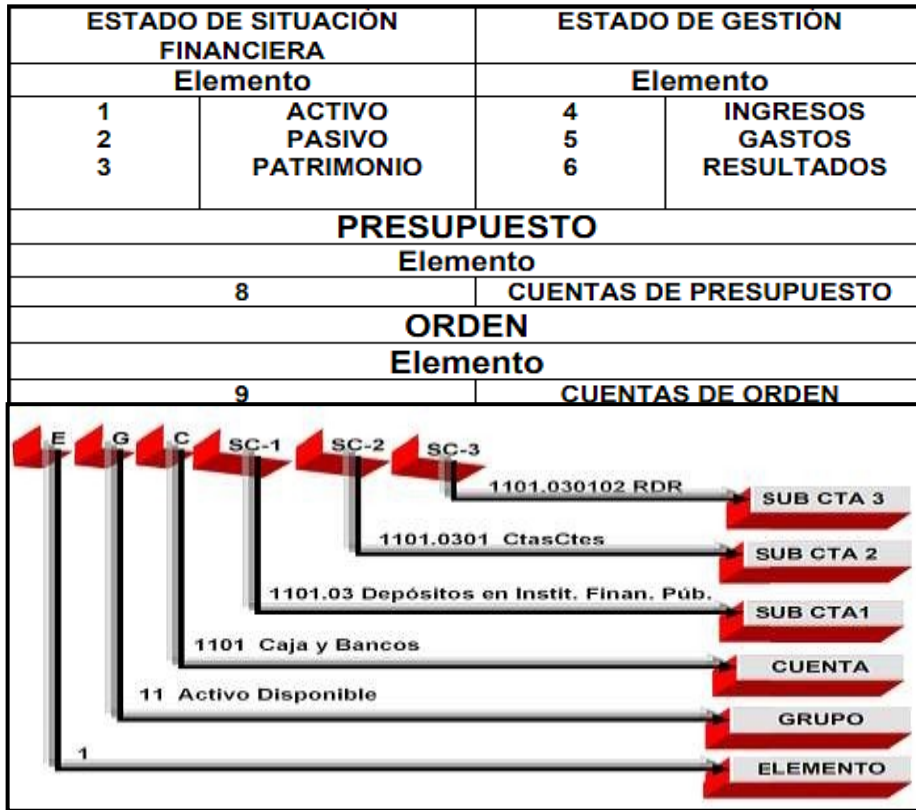 ESTADO DE SITUACIÓN
FINANCIERA
ESTADO DE GESTIÓN
Elemento
Elemento
1 ACTIVO 4 INGRESOS
2 PASIVO 5 GASTOS
3 PATRIMONIO 6 RESULTADOS
PRESUPUESTO
Elemento
8 CUENTAS DE PRESUPUESTO
ORDEN
Elemento
9 CUENTAS DE ORDEN
E G C SC-1 SC-2 SC-3
1101.030102 RDR SUB CTA 3
1101.0301 CtasCtes SUB CTA 2
1101.03 Depósitos en Instit. Finan. Púb. SUB CTA1
1101 Caja y Bancos CUENTA
11 Activo Disponible GRUPO
1 ELEMENTO